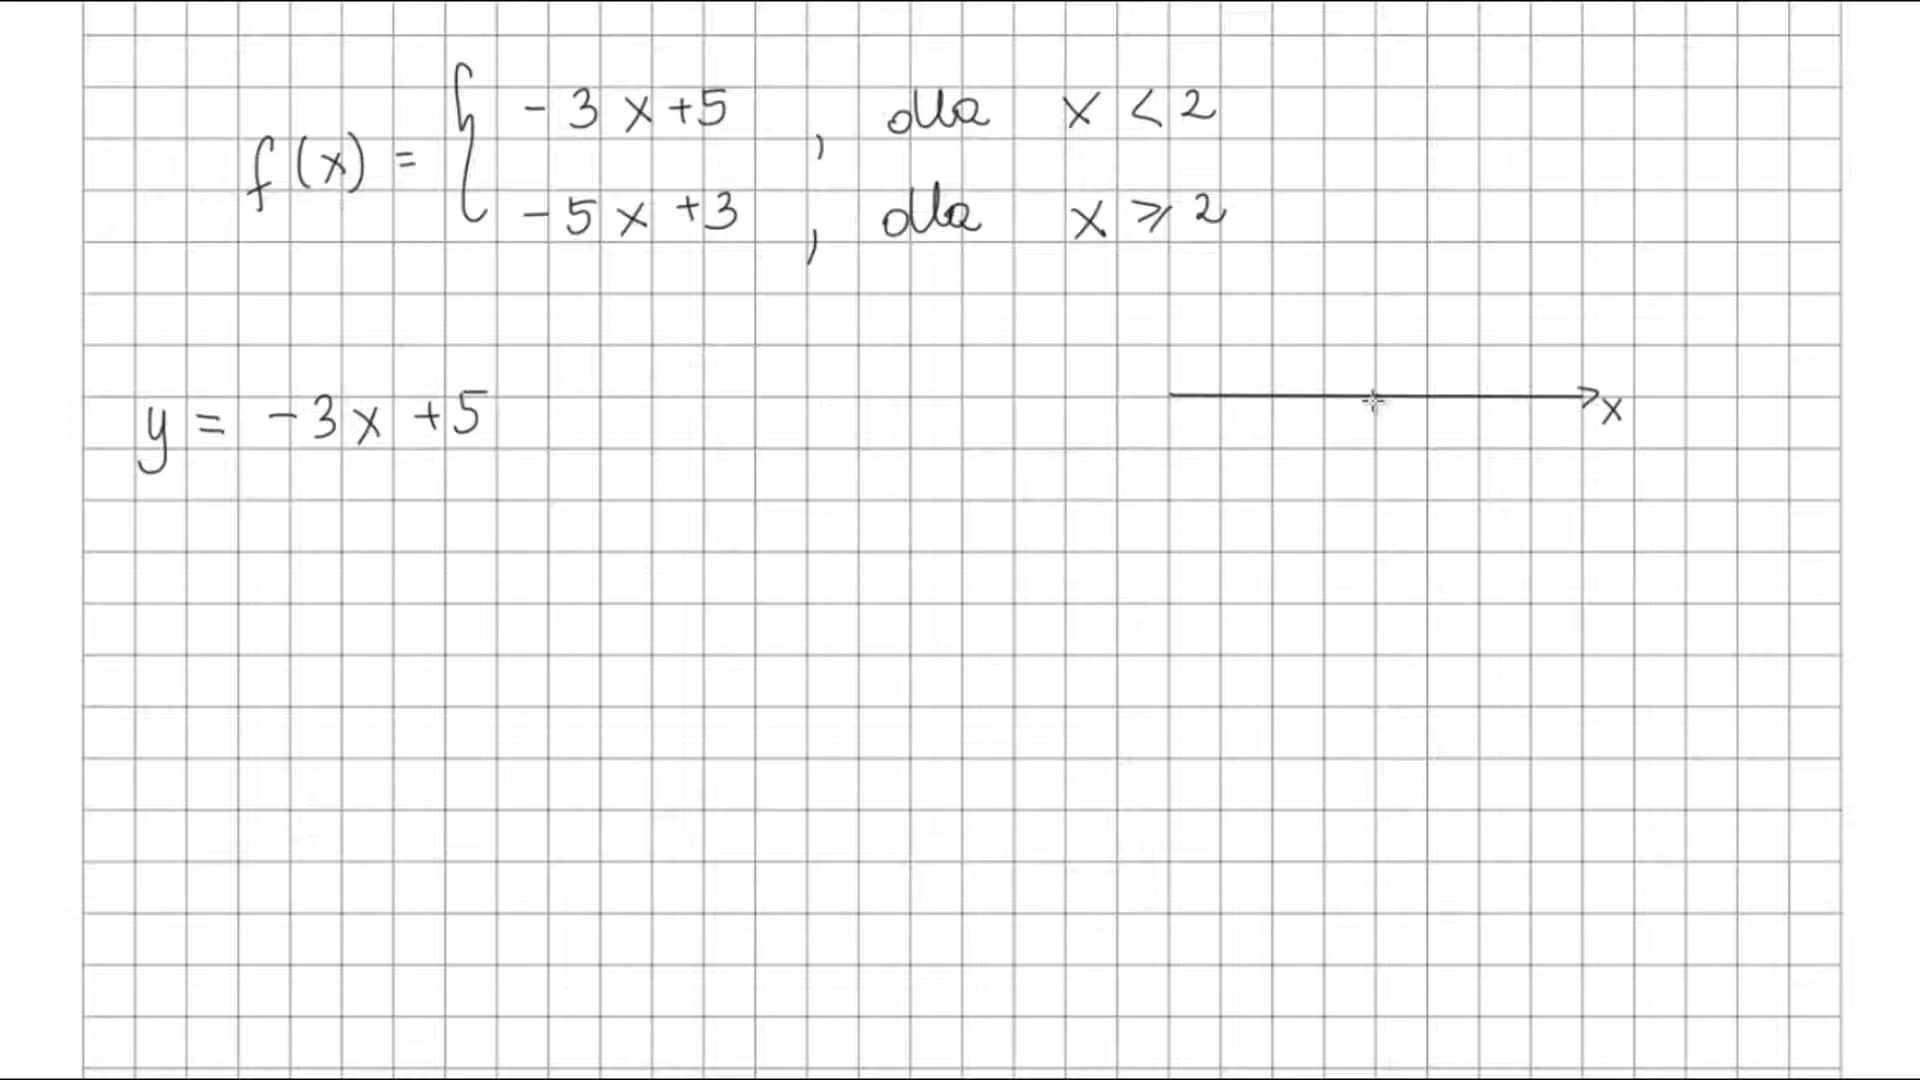 f(x) = { -3x+5 , dla x < 2
-5x+3 , dla x ⩾ 2
y = -3x+5
x